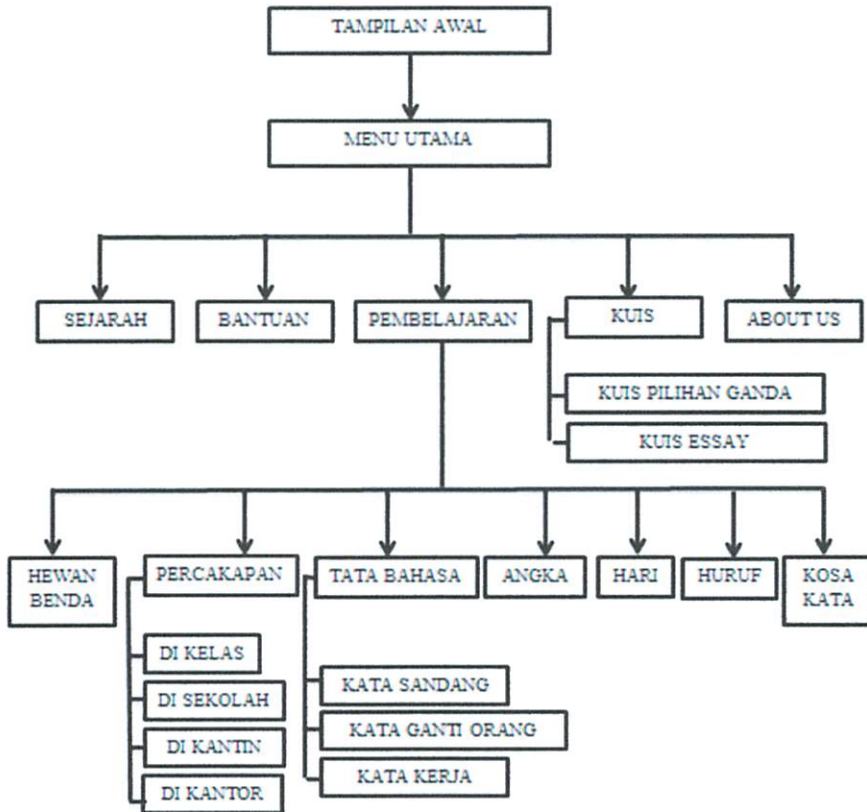 TAMPILAN AWAL
MENU UTAMA
SEJARAH
BANTUAN
PEMBELAJARAN
KUIS
ABOUT US
KUIS PILIHAN GANDA
KUIS ESSAY
HEWAN
BENDA
PERCAKAPAN
TATA BAHASA
ANGKA
HARI
HURUF
KOSA
KATA
DI KELAS
DI SEKOLAH
DI KANTIN
DI KANTOR
KATA SANDANG
KATA GANTI ORANG
KATA KERJA